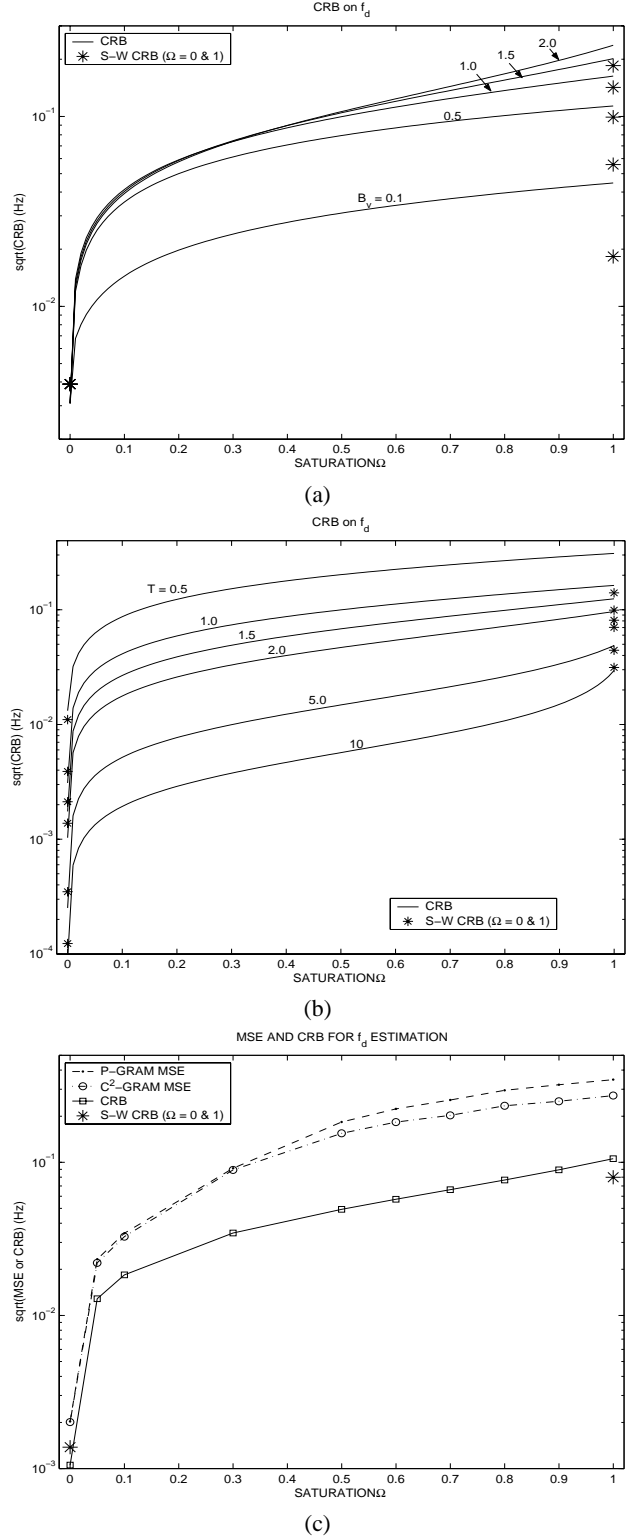 CRB on f_d
CRB
S−W CRB (Ω = 0 & 1)
2.0
1.5
1.0
0.5
B_v = 0.1
10^−1
10^−2
sqrt(CRB) (Hz)
0 0.1 0.2 0.3 0.4 0.5 0.6 0.7 0.8 0.9 1
SATURATIONΩ
(a)
CRB on f_d
T = 0.5
1.0
1.5
2.0
5.0
10
10^−1
10^−2
10^−3
10^−4
sqrt(CRB) (Hz)
CRB
S−W CRB (Ω = 0 & 1)
0 0.1 0.2 0.3 0.4 0.5 0.6 0.7 0.8 0.9 1
SATURATIONΩ
(b)
MSE AND CRB FOR f_d ESTIMATION
P−GRAM MSE
C^2−GRAM MSE
CRB
S−W CRB (Ω = 0 & 1)
10^−1
10^−2
10^−3
sqrt(MSE or CRB) (Hz)
0 0.1 0.2 0.3 0.4 0.5 0.6 0.7 0.8 0.9 1
SATURATIONΩ
(c)